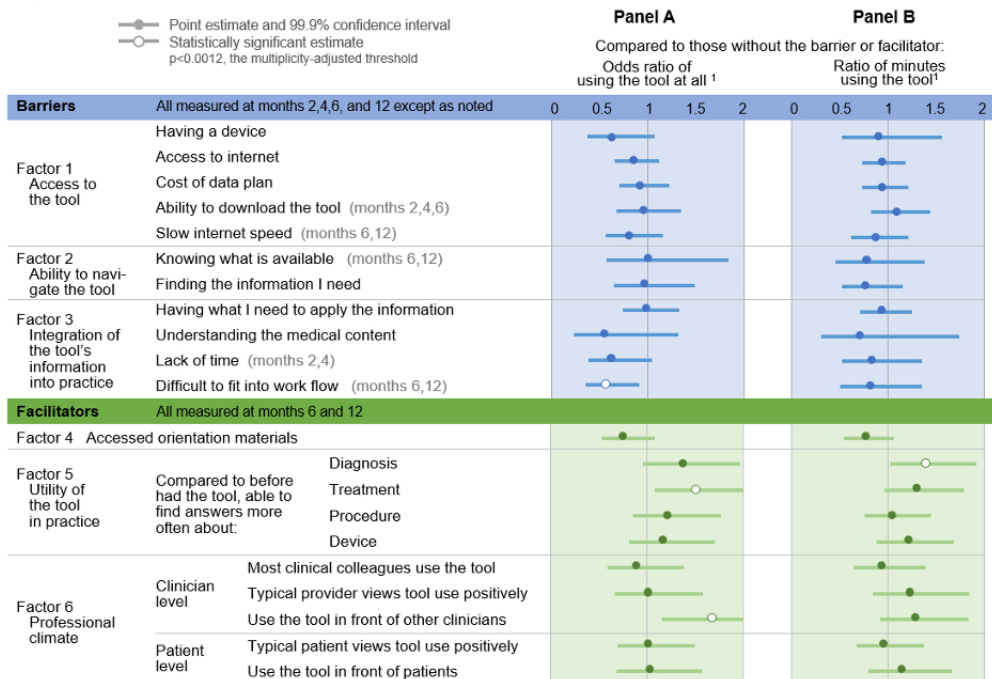 Panel A
Panel B
Point estimate and 99.9% confidence interval
Statistically significant estimate
p<0.0012, the multiplicity-adjusted threshold
Compared to those without the barrier or facilitator:
Odds ratio of
using the tool at all ¹
Ratio of minutes
using the tool¹
Barriers All measured at months 2,4,6, and 12 except as noted
0 0.5 1 1.5 2
0 0.5 1 1.5 2
Factor 1
Access to
the tool
Having a device
Access to internet
Cost of data plan
Ability to download the tool (months 2,4,6)
Slow internet speed (months 6,12)
Factor 2
Ability to navi-
gate the tool
Knowing what is available (months 6,12)
Finding the information I need
Factor 3
Integration of
the tool's
information
into practice
Having what I need to apply the information
Understanding the medical content
Lack of time (months 2,4)
Difficult to fit into work flow (months 6,12)
Facilitators All measured at months 6 and 12
Factor 4 Accessed orientation materials
Factor 5
Utility of
the tool
in practice
Compared to before
had the tool, able to
find answers more
often about:
Diagnosis
Treatment
Procedure
Device
Factor 6
Professional
climate
Clinician
level
Most clinical colleagues use the tool
Typical provider views tool use positively
Use the tool in front of other clinicians
Patient
level
Typical patient views tool use positively
Use the tool in front of patients